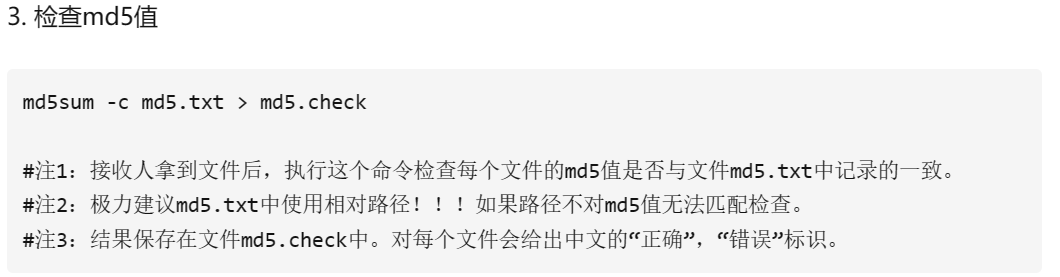 3. 检查md5值
md5sum -c md5.txt > md5.check
#注1：接收人拿到文件后，执行这个命令检查每个文件的md5值是否与文件md5.txt中记录的一致。
#注2：极力建议md5.txt中使用相对路径！！！如果路径不对md5值无法匹配检查。
#注3：结果保存在文件md5.check中。对每个文件会给出中文的“正确”，“错误”标识。